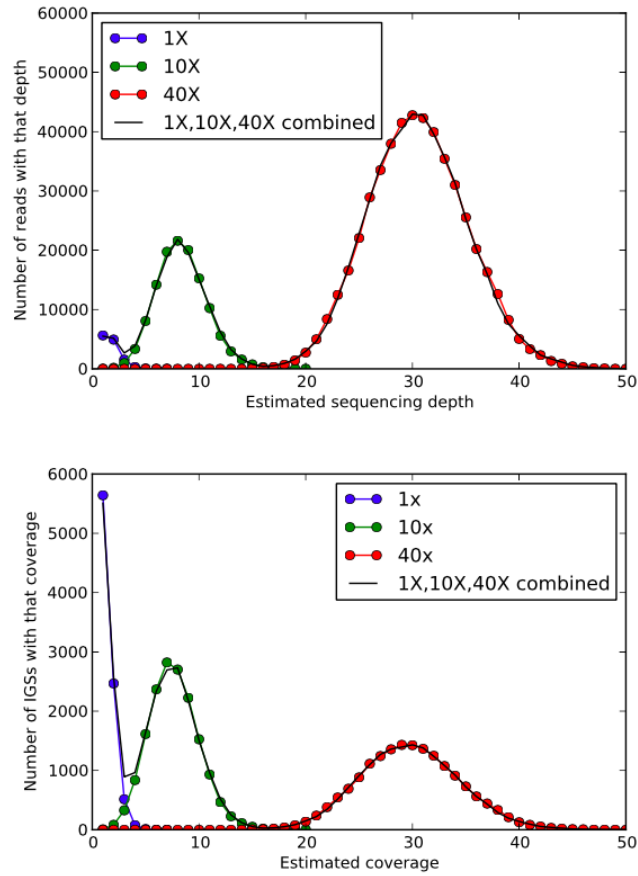 60000
50000
40000
30000
20000
10000
0
Number of reads with that depth
1X
10X
40X
1X,10X,40X combined
0 10 20 30 40 50
Estimated sequencing depth
6000
5000
4000
3000
2000
1000
0
Number of IGSs with that coverage
1x
10x
40x
1X,10X,40X combined
0 10 20 30 40 50
Estimated coverage